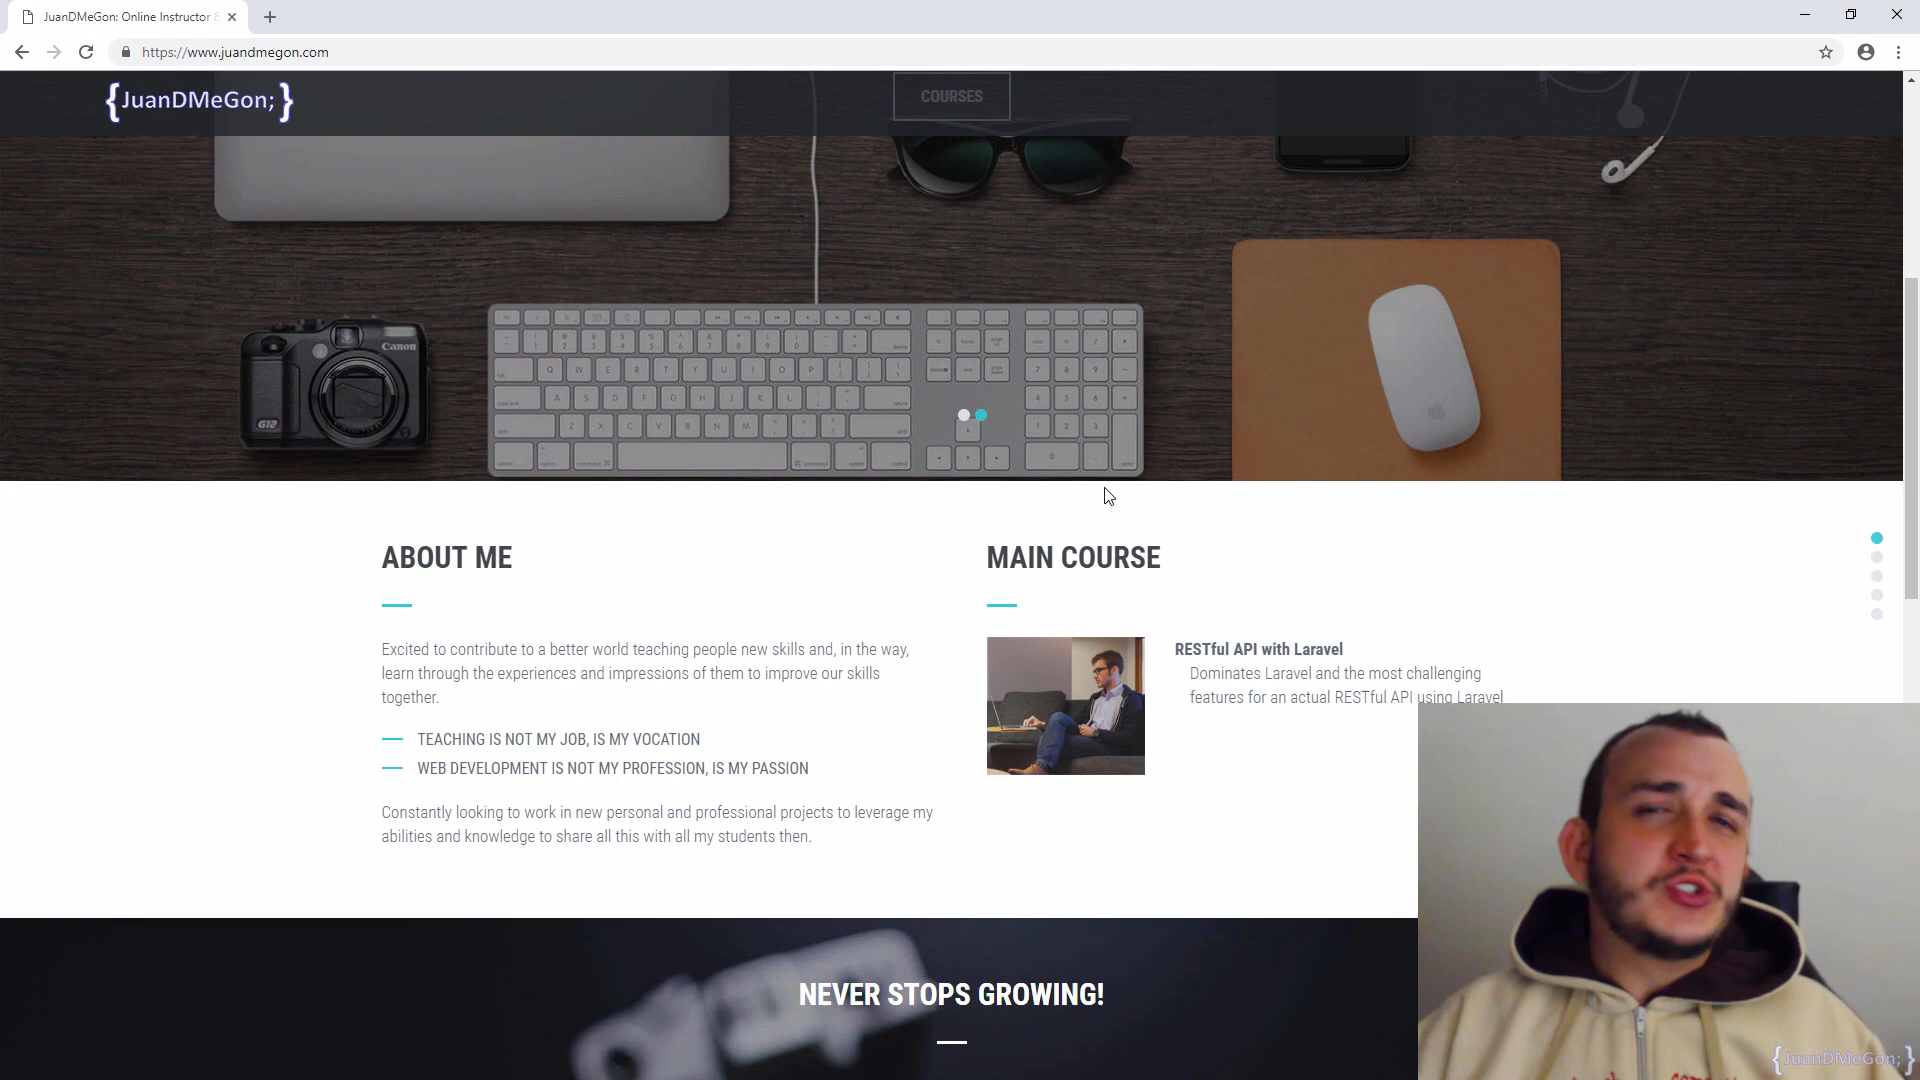 JuanDMeGon: Online Instructor &
https://www.juandmegon.com
{JuanDMeGon;}
COURSES
Canon
G12
ABOUT ME
Excited to contribute to a better world teaching people new skills and, in the way,
learn through the experiences and impressions of them to improve our skills
together.
TEACHING IS NOT MY JOB, IS MY VOCATION
WEB DEVELOPMENT IS NOT MY PROFESSION, IS MY PASSION
Constantly looking to work in new personal and professional projects to leverage my
abilities and knowledge to share all this with all my students then.
MAIN COURSE
RESTful API with Laravel
Dominates Laravel and the most challenging
features for an actual RESTful API using Laravel
NEVER STOPS GROWING!
{JuanDMeGon;}